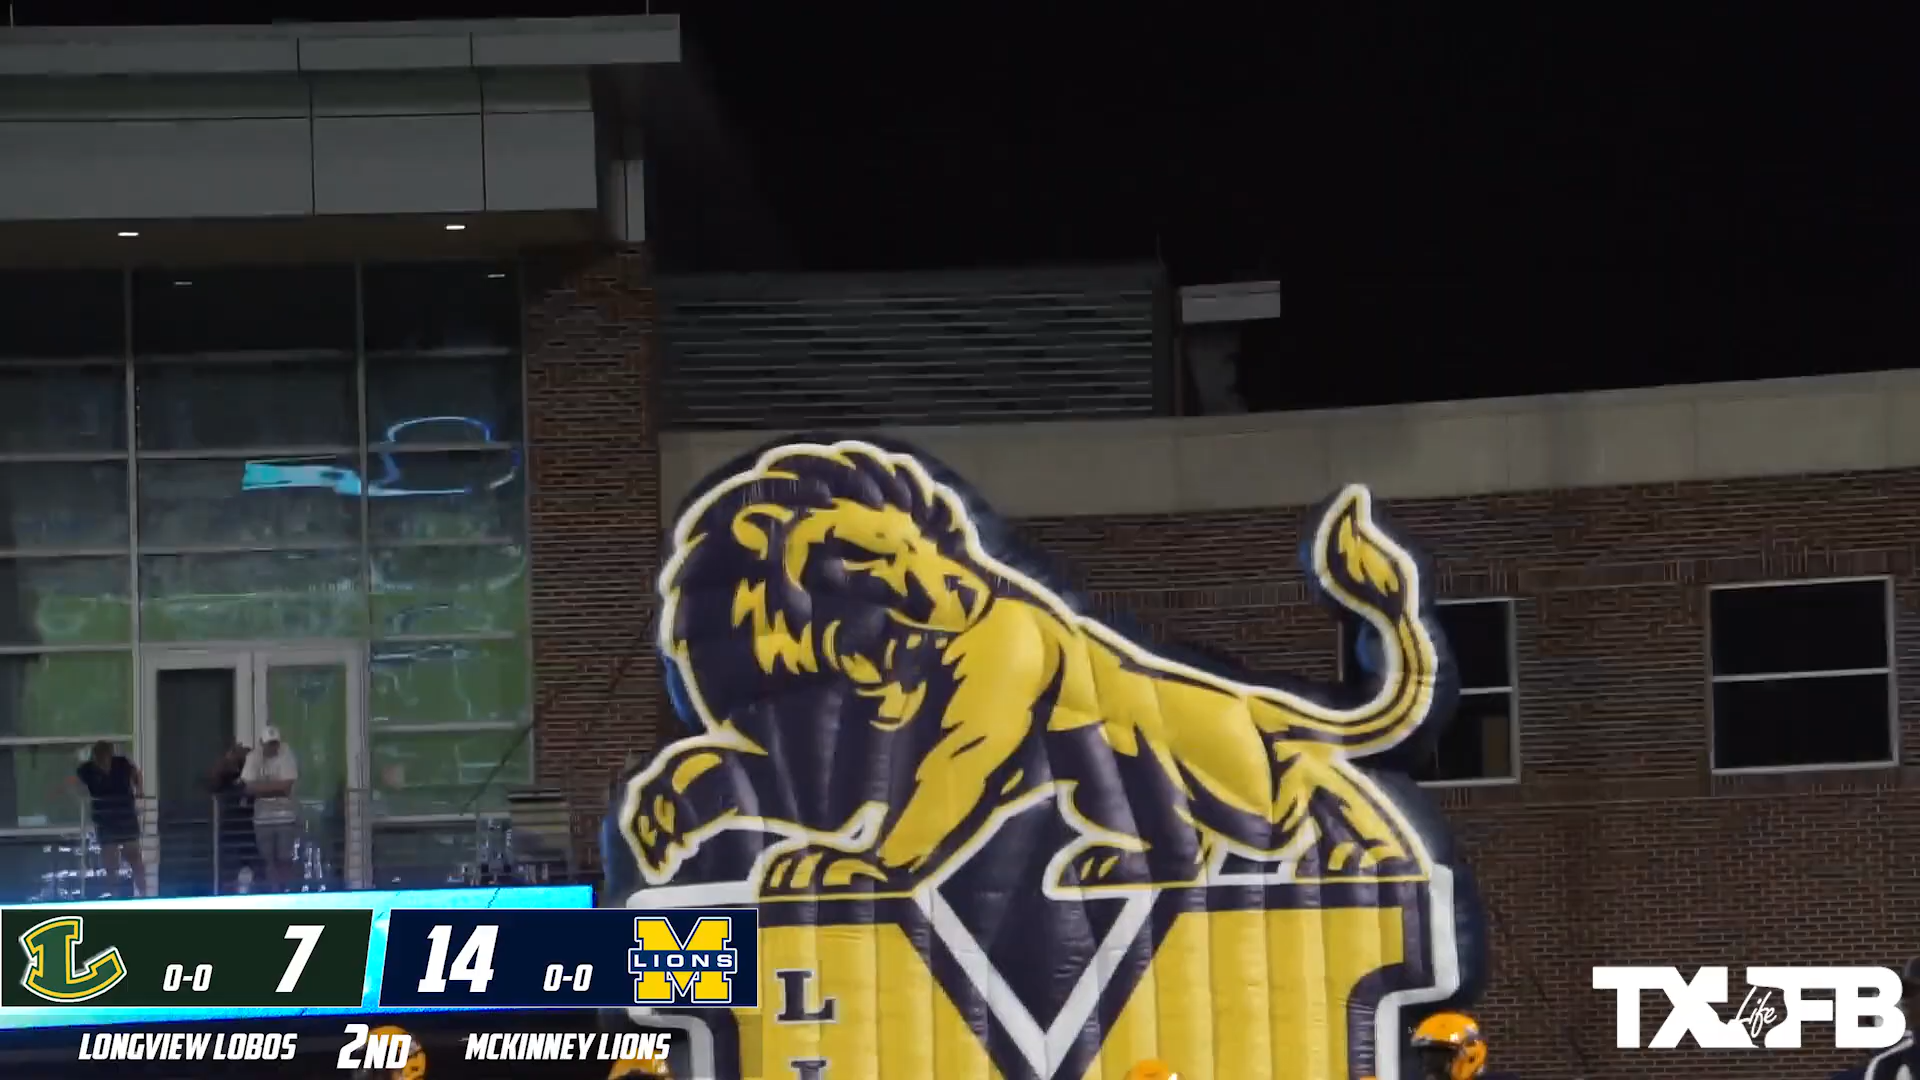 L
I
L
0-0
7
14
0-0
M
LIONS
LONGVIEW LOBOS
2ND
MCKINNEY LIONS
TX Life FB